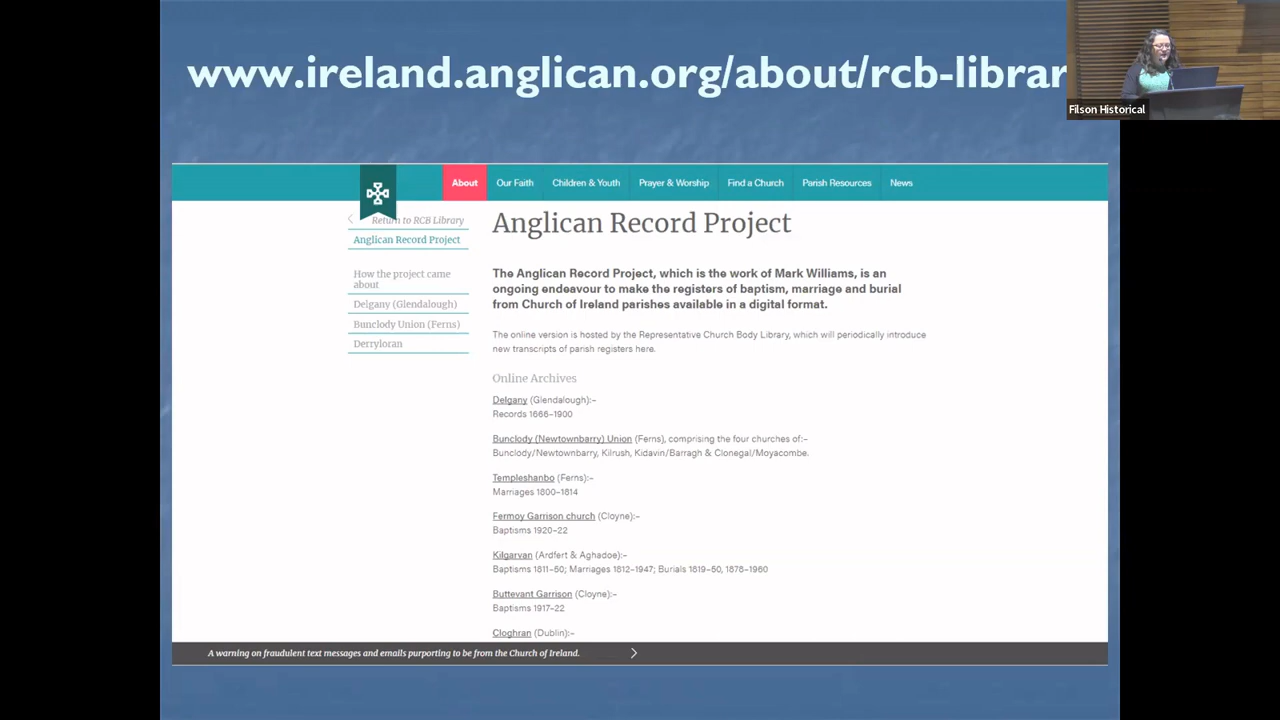 www.ireland.anglican.org/about/rcb-librar
Filson Historical
About
Our Faith
Children & Youth
Prayer & Worship
Find a Church
Parish Resources
News
Return to RCB Library
Anglican Record Project
How the project came
about
Delgany (Glendalough)
Bunclody Union (Ferns)
Derryloran
Anglican Record Project
The Anglican Record Project, which is the work of Mark Williams, is an
ongoing endeavour to make the registers of baptism, marriage and burial
from Church of Ireland parishes available in a digital format.
The online version is hosted by the Representative Church Body Library, which will periodically introduce
new transcripts of parish registers here.
Online Archives
Delgany (Glendalough):–
Records 1666–1900
Bunclody (Newtownbarry) Union (Ferns), comprising the four churches of:–
Bunclody/Newtownbarry, Kilrush, Kidavin/Barragh & Clonegal/Moyacombe.
Templeshanbo (Ferns):–
Marriages 1800–1814
Fermoy Garrison church (Cloyne):–
Baptisms 1920–22
Kilgarvan (Ardfert & Aghadoe):–
Baptisms 1811–50; Marriages 1812–1947; Burials 1819–50, 1878–1960
Buttevant Garrison (Cloyne):–
Baptisms 1917–22
Cloghran (Dublin):–
A warning on fraudulent text messages and emails purporting to be from the Church of Ireland.